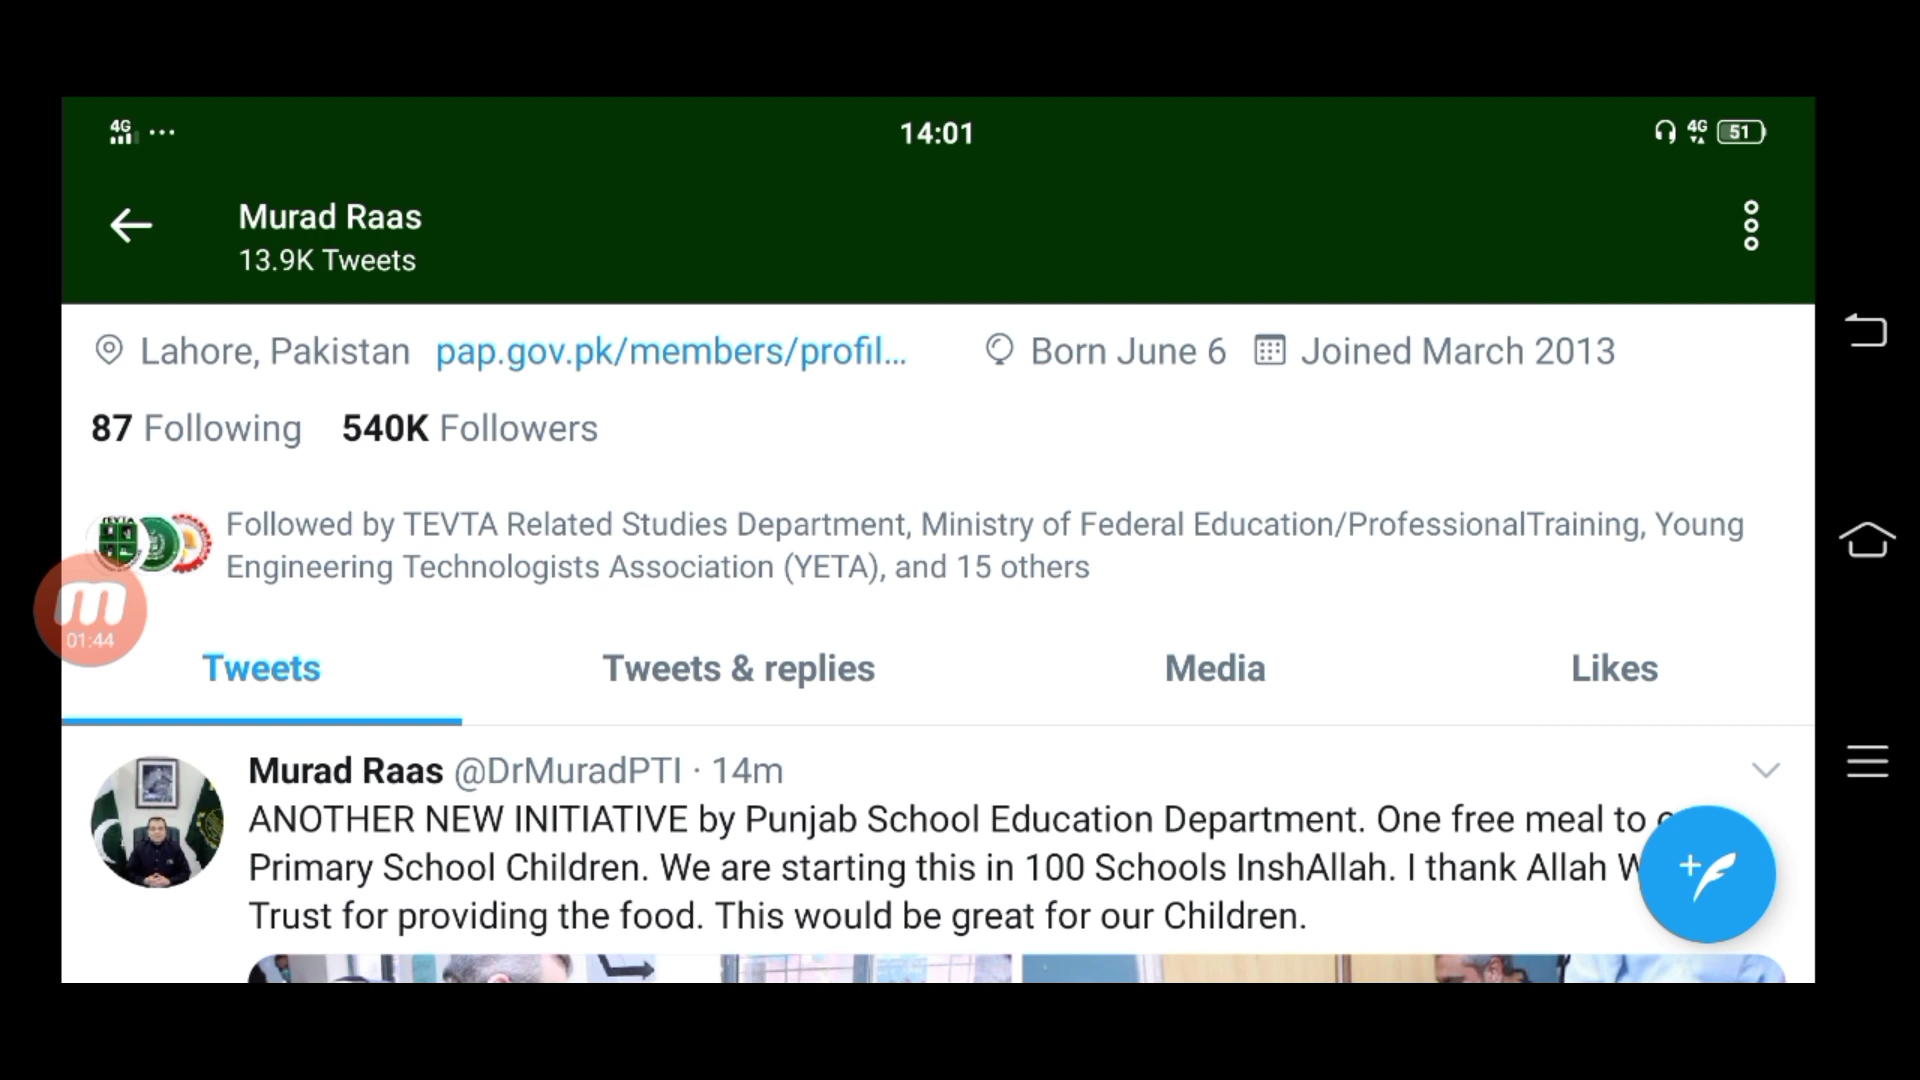 4G ... 14:01 4G 51
Murad Raas
13.9K Tweets
Lahore, Pakistan pap.gov.pk/members/profil... Born June 6 Joined March 2013
87 Following 540K Followers
Followed by TEVTA Related Studies Department, Ministry of Federal Education/ProfessionalTraining, Young
Engineering Technologists Association (YETA), and 15 others
m
01:44
Tweets Tweets & replies Media Likes
Murad Raas @DrMuradPTI · 14m
ANOTHER NEW INITIATIVE by Punjab School Education Department. One free meal to
Primary School Children. We are starting this in 100 Schools InshAllah. I thank Allah W
Trust for providing the food. This would be great for our Children.